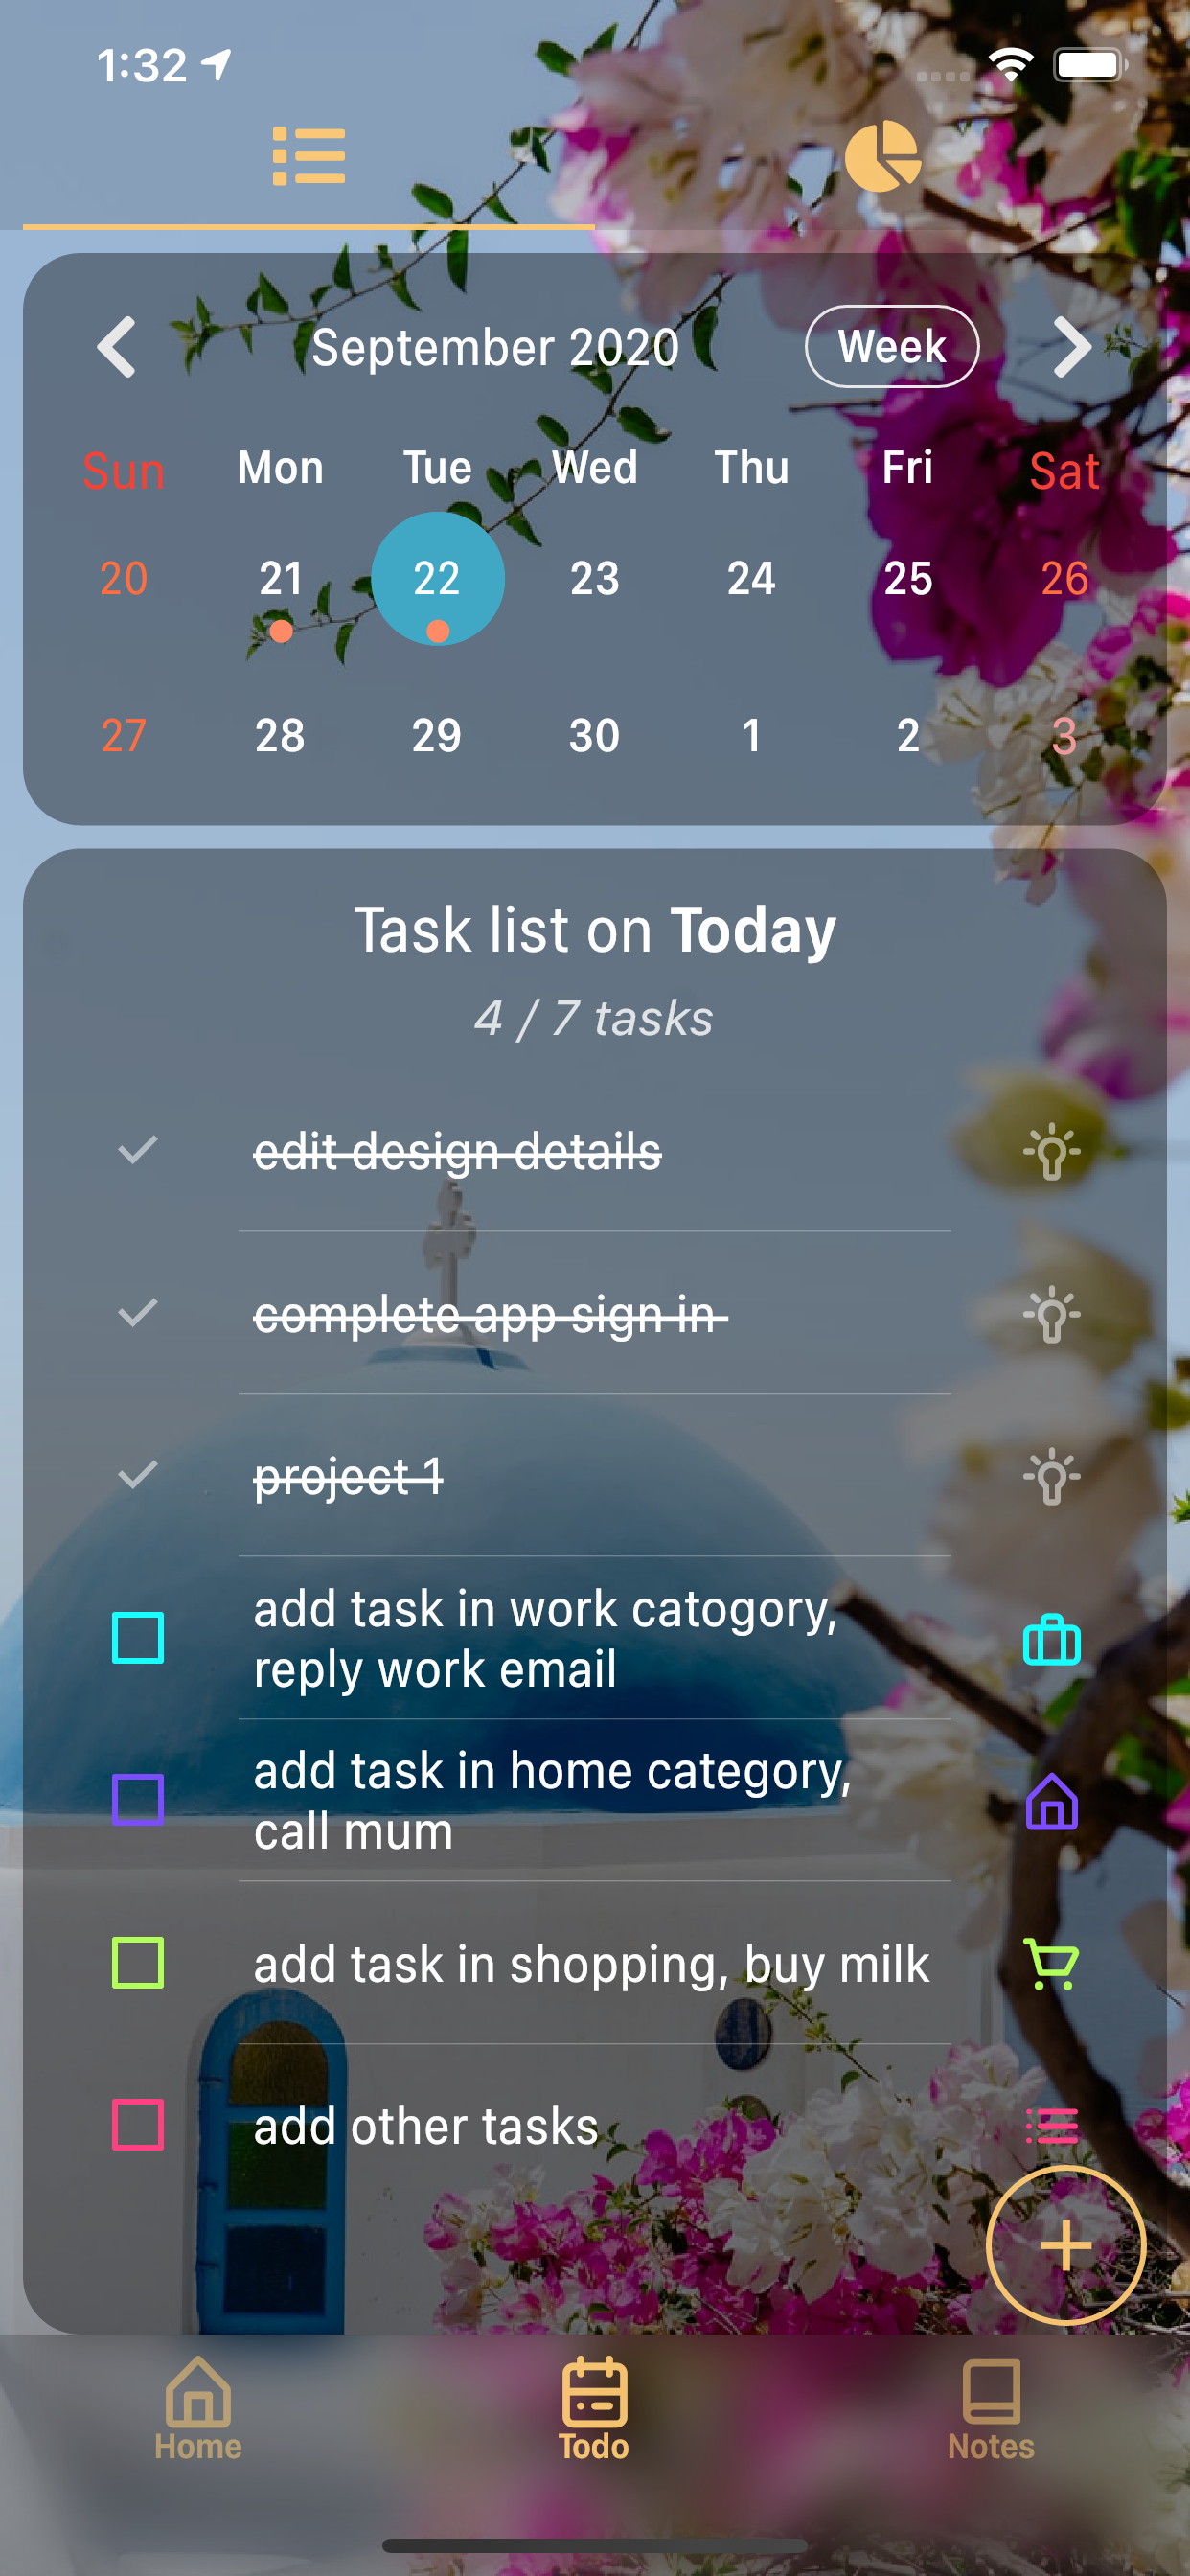 1:32
September 2020 Week
Sun Mon Tue Wed Thu Fri Sat
20 21 22 23 24 25 26
27 28 29 30 1 2 3
Task list on Today
4 / 7 tasks
edit design details
complete app sign in
project 1
add task in work catogory,
reply work email
add task in home category,
call mum
add task in shopping, buy milk
add other tasks
Home Todo Notes